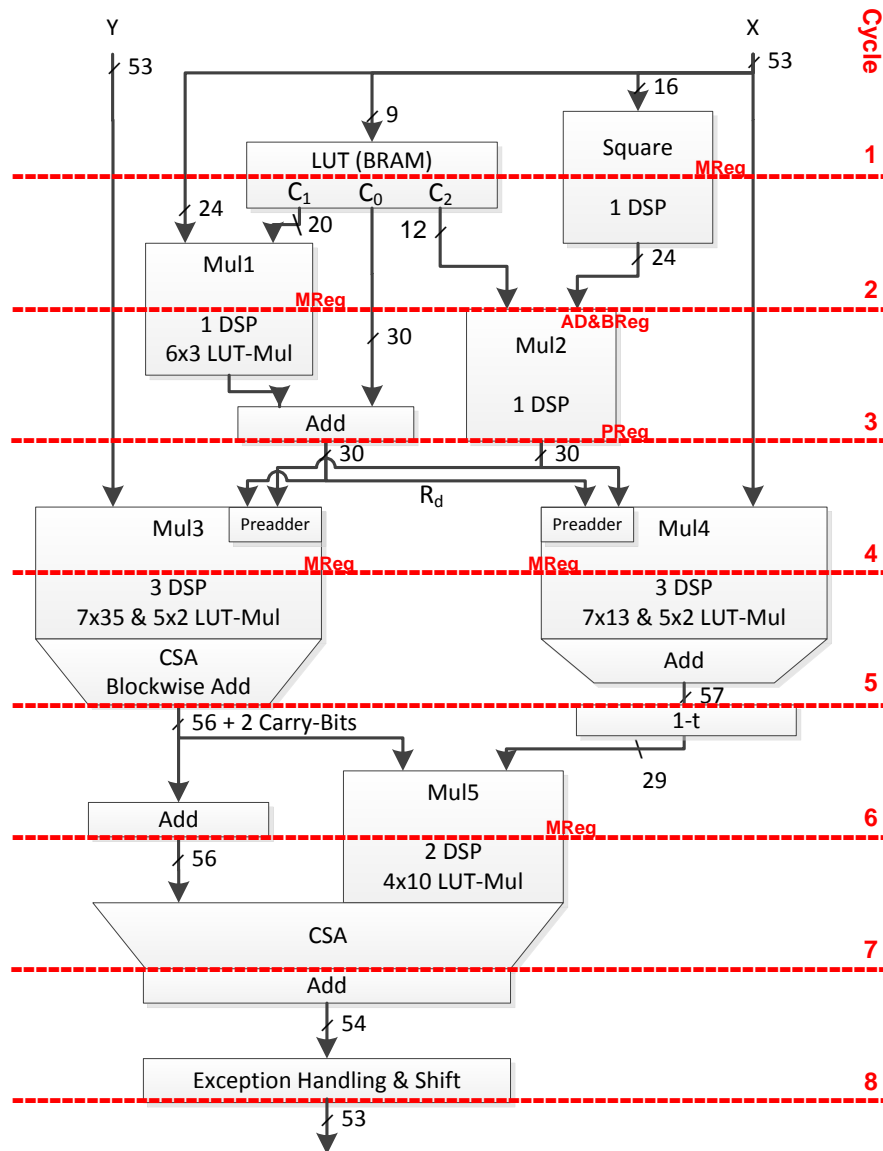 Y
X
Cycle
53
53
16
9
LUT (BRAM)
Square
MReg
1
C₁
C₀
C₂
1 DSP
24
20
12
24
Mul1
MReg
2
1 DSP
6x3 LUT-Mul
30
AD&BReg
Mul2
1 DSP
Add
PReg
3
30
30
R_d
Mul3
Preadder
Preadder
Mul4
MReg
MReg
4
3 DSP
7x35 & 5x2 LUT-Mul
3 DSP
7x13 & 5x2 LUT-Mul
CSA
Blockwise Add
Add
57
5
56 + 2 Carry-Bits
1-t
29
Mul5
Add
MReg
6
56
2 DSP
4x10 LUT-Mul
CSA
7
Add
54
Exception Handling & Shift
8
53